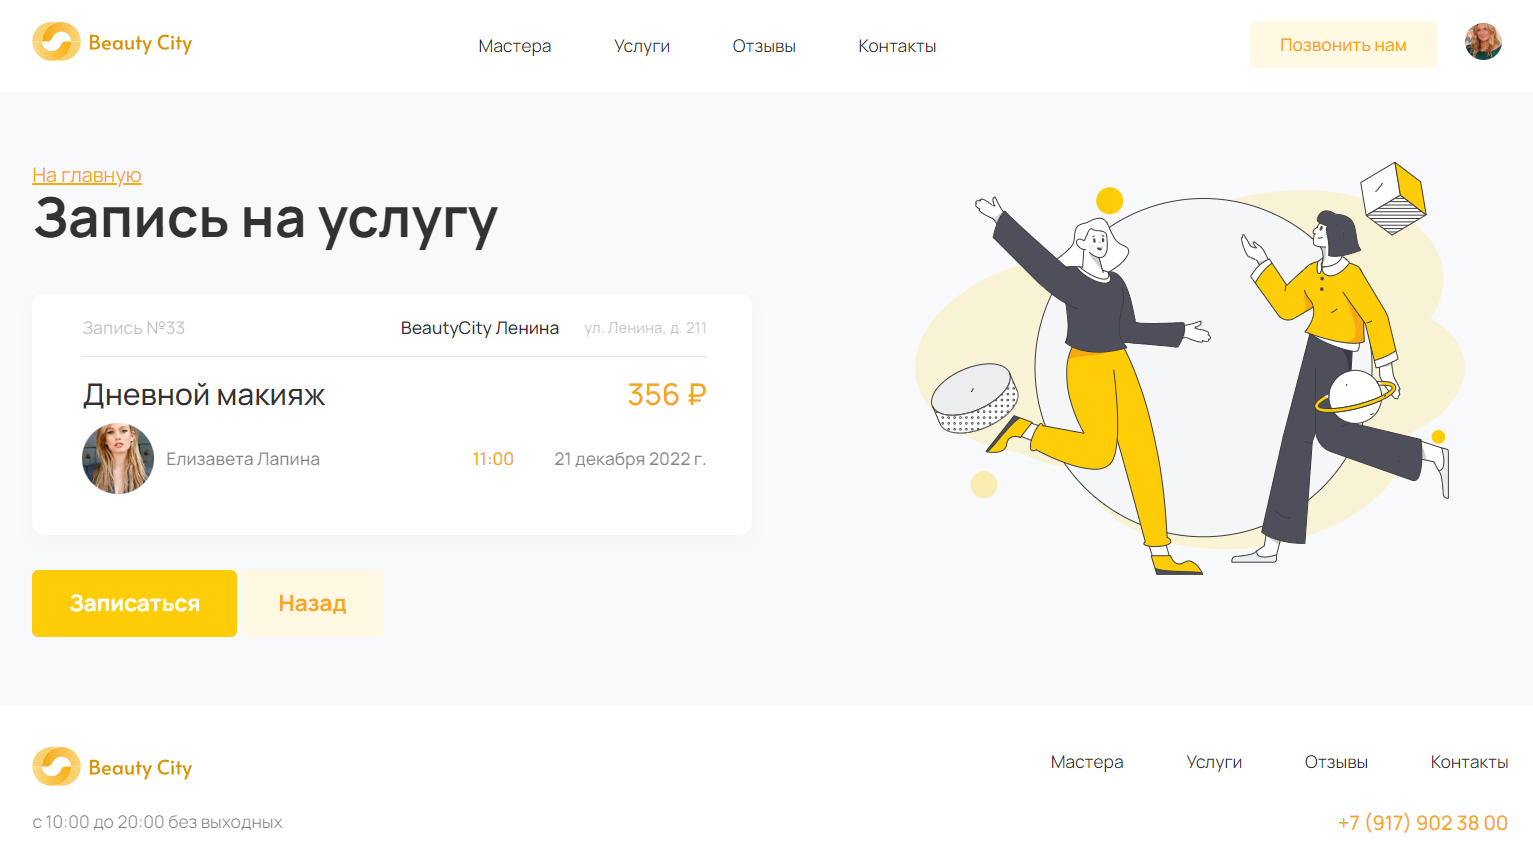 Beauty City
Мастера Услуги Отзывы Контакты
Позвонить нам
На главную
Запись на услугу
Запись №33 BeautyCity Ленина ул. Ленина, д. 211
Дневной макияж 356 ₽
Елизавета Лапина 11:00 21 декабря 2022 г.
Записаться Назад
Beauty City
Мастера Услуги Отзывы Контакты
с 10:00 до 20:00 без выходных
+7 (917) 902 38 00